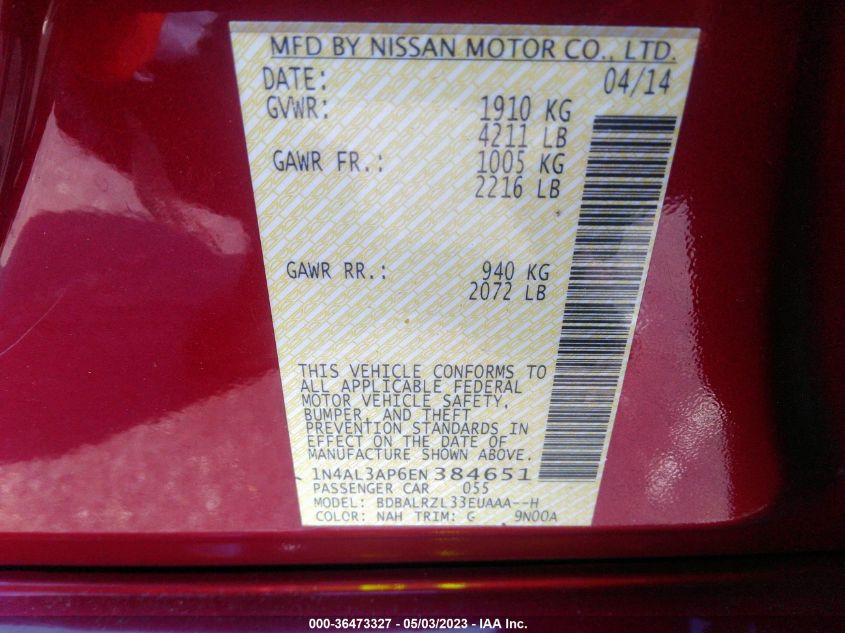 MFD BY NISSAN MOTOR CO., LTD.
DATE: 04/14
GVWR: 1910 KG
4211 LB
GAWR FR.: 1005 KG
2216 LB
GAWR RR.: 940 KG
2072 LB
THIS VEHICLE CONFORMS TO
ALL APPLICABLE FEDERAL
MOTOR VEHICLE SAFETY,
BUMPER, AND THEFT
PREVENTION STANDARDS IN
EFFECT ON THE DATE OF
MANUFACTURE SHOWN ABOVE.
1N4AL3AP6EN384651
PASSENGER CAR 055
MODEL: BDBALRZL33EUAAA--H
COLOR: NAH TRIM: G 9N00A
000-36473327 - 05/03/2023 - IAA Inc.